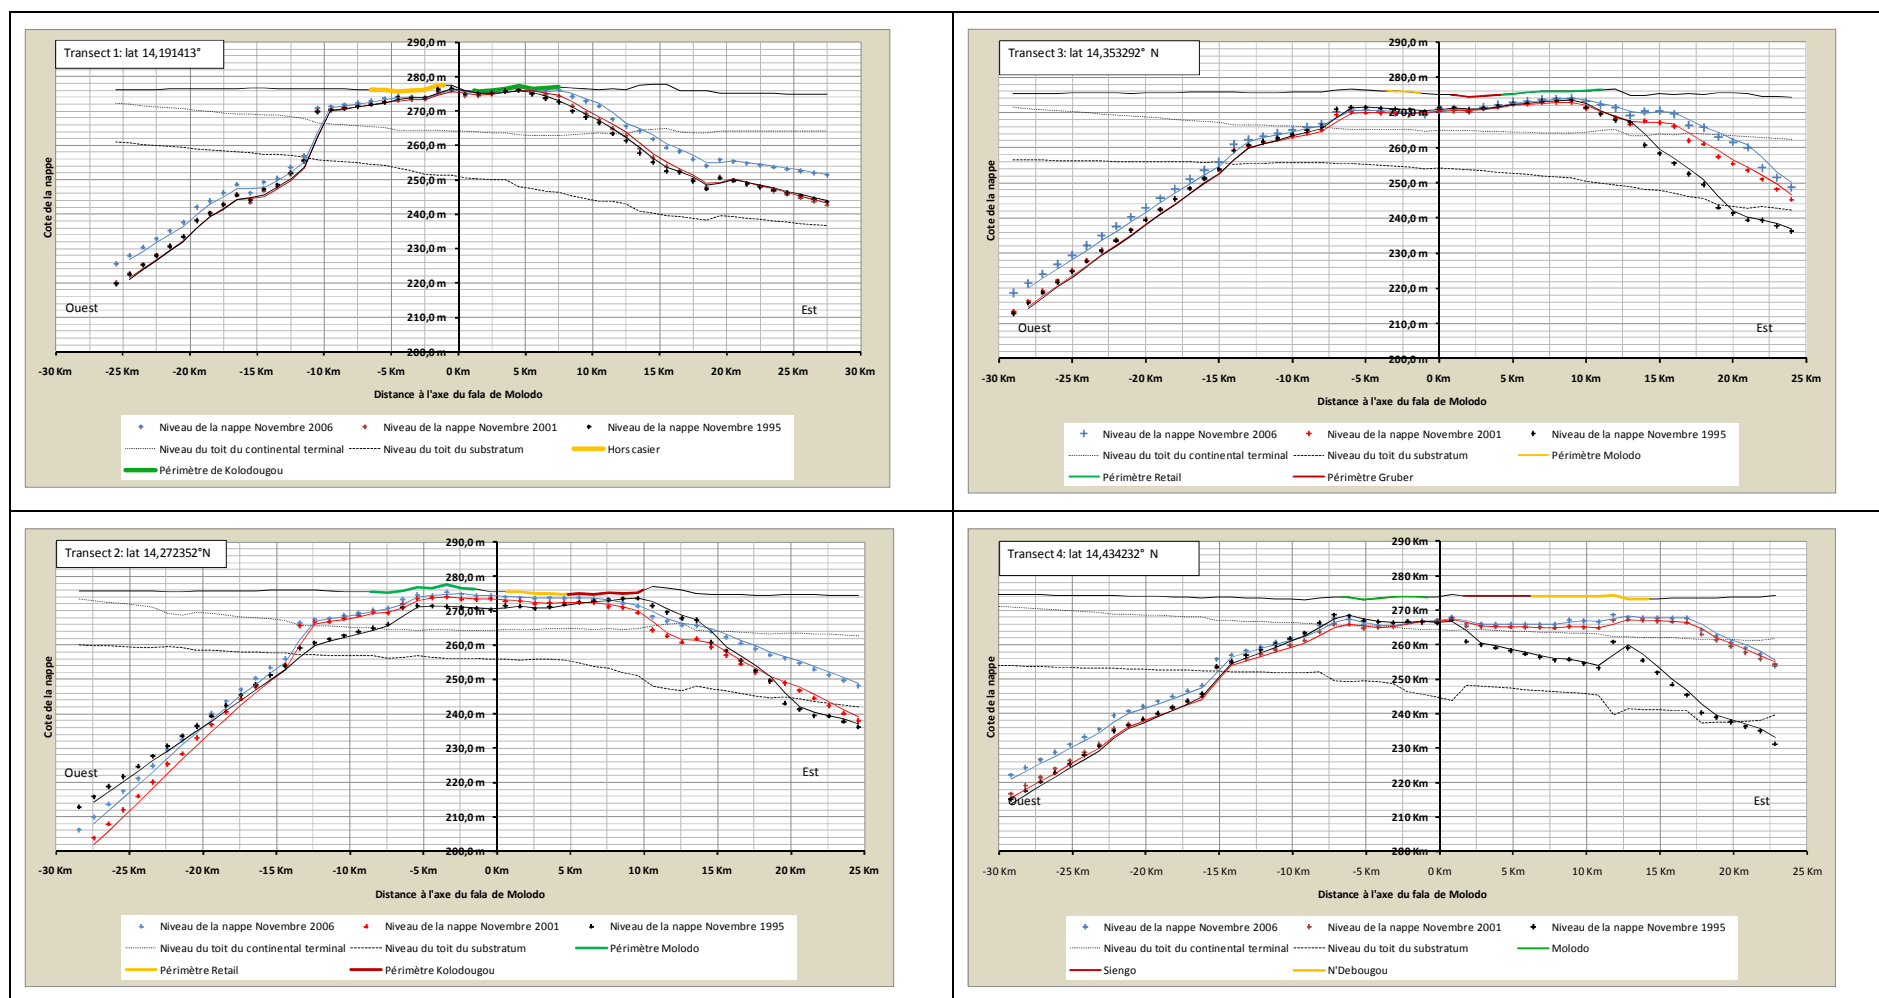 Transect 1: lat 14,191413°
290,0 m
280,0 m
270,0 m
260,0 m
250,0 m
240,0 m
230,0 m
220,0 m
210,0 m
200,0 m
Cote de la nappe
Ouest
Est
-30 Km -25 Km -20 Km -15 Km -10 Km -5 Km 0 Km 5 Km 10 Km 15 Km 20 Km 25 Km 30 Km
Distance à l'axe du fala de Molodo
Niveau de la nappe Novembre 2006 Niveau de la nappe Novembre 2001 Niveau de la nappe Novembre 1995
Niveau du toit du continental terminal Niveau du toit du substratum Hors casier
Périmètre de Kolodougou
Transect 3: lat 14,353292° N
290,0 m
280,0 m
270,0 m
260,0 m
250,0 m
240,0 m
230,0 m
220,0 m
210,0 m
200,0 m
Cote de la nappe
Ouest
Est
-30 Km -25 Km -20 Km -15 Km -10 Km -5 Km 0 Km 5 Km 10 Km 15 Km 20 Km 25 Km
Distance à l'axe du fala de Molodo
Niveau de la nappe Novembre 2006 Niveau de la nappe Novembre 2001 Niveau de la nappe Novembre 1995
Niveau du toit du continental terminal Niveau du toit du substratum Périmètre Molodo
Périmètre Retail Périmètre Gruber
Transect 2: lat 14,272352°N
290,0 m
280,0 m
270,0 m
260,0 m
250,0 m
240,0 m
230,0 m
220,0 m
210,0 m
200,0 m
Cote de la nappe
Ouest
Est
-30 Km -25 Km -20 Km -15 Km -10 Km -5 Km 0 Km 5 Km 10 Km 15 Km 20 Km 25 Km
Distance à l'axe du fala de Molodo
Niveau de la nappe Novembre 2006 Niveau de la nappe Novembre 2001 Niveau de la nappe Novembre 1995
Niveau du toit du continental terminal Niveau du toit du substratum Périmètre Molodo
Périmètre Retail Périmètre Kolodougou
Transect 4: lat 14,434232° N
290 Km
280 Km
270 Km
260 Km
250 Km
240 Km
230 Km
220 Km
210 Km
200 Km
Cote de la nappe
Ouest
Est
-30 Km -25 Km -20 Km -15 Km -10 Km -5 Km 0 Km 5 Km 10 Km 15 Km 20 Km 25 Km
Distance à l'axe du fala de Molodo
Niveau de la nappe Novembre 2006 Niveau de la nappe Novembre 2001 Niveau de la nappe Novembre 1995
Niveau du toit du continental terminal Niveau du toit du substratum Molodo
Siengo N'Debougou